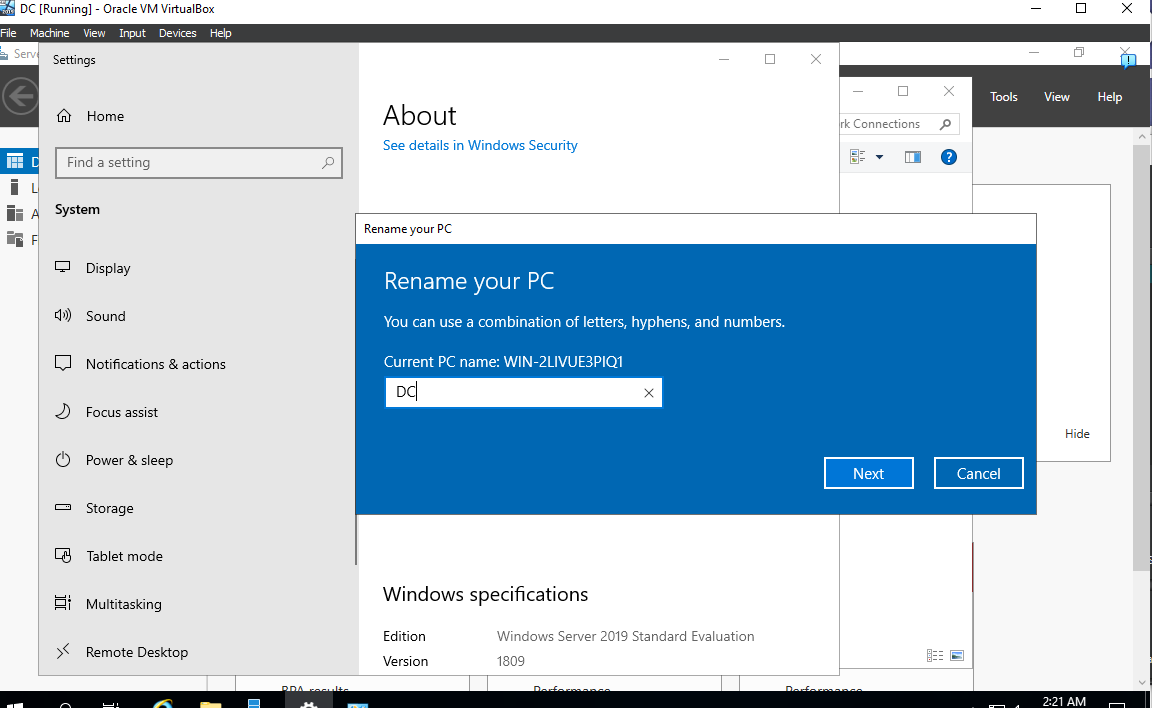 DC [Running] - Oracle VM VirtualBox
File Machine View Input Devices Help
Serve
Settings
Tools View Help
Home
Find a setting
System
Display
Sound
Notifications & actions
Focus assist
Power & sleep
Storage
Tablet mode
Multitasking
Remote Desktop
About
See details in Windows Security
rk Connections
Rename your PC
Rename your PC
You can use a combination of letters, hyphens, and numbers.
Current PC name: WIN-2LIVUE3PIQ1
DC
Next Cancel
Hide
Windows specifications
Edition Windows Server 2019 Standard Evaluation
Version 1809
D
L
A
F
BPA results Performance Performance
2:21 AM